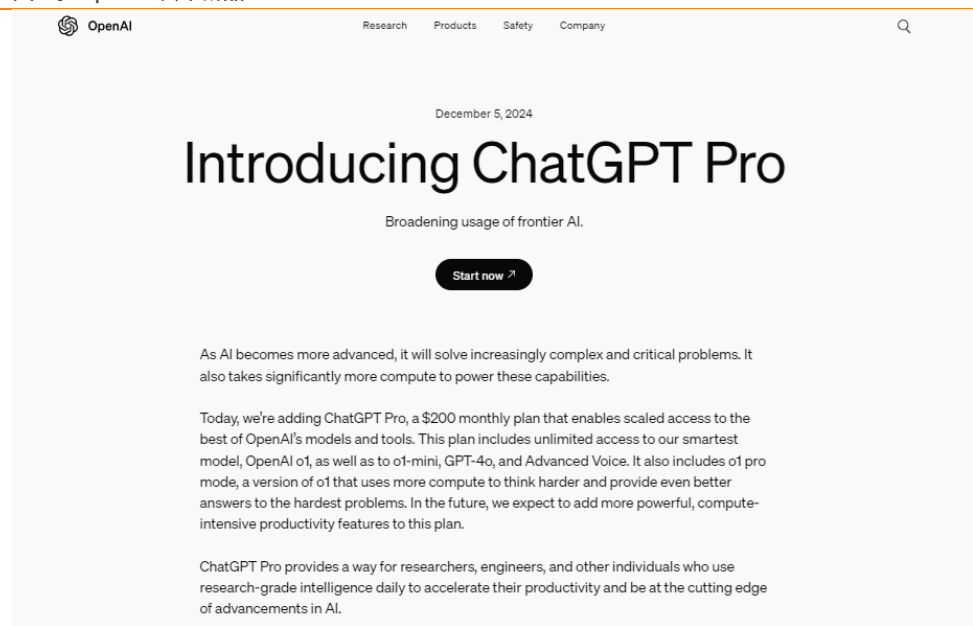 OpenAI
Research Products Safety Company
December 5, 2024
Introducing ChatGPT Pro
Broadening usage of frontier AI.
Start now ↗
As AI becomes more advanced, it will solve increasingly complex and critical problems. It
also takes significantly more compute to power these capabilities.
Today, we’re adding ChatGPT Pro, a $200 monthly plan that enables scaled access to the
best of OpenAI’s models and tools. This plan includes unlimited access to our smartest
model, OpenAI o1, as well as to o1-mini, GPT-4o, and Advanced Voice. It also includes o1 pro
mode, a version of o1 that uses more compute to think harder and provide even better
answers to the hardest problems. In the future, we expect to add more powerful, compute-
intensive productivity features to this plan.
ChatGPT Pro provides a way for researchers, engineers, and other individuals who use
research-grade intelligence daily to accelerate their productivity and be at the cutting edge
of advancements in AI.